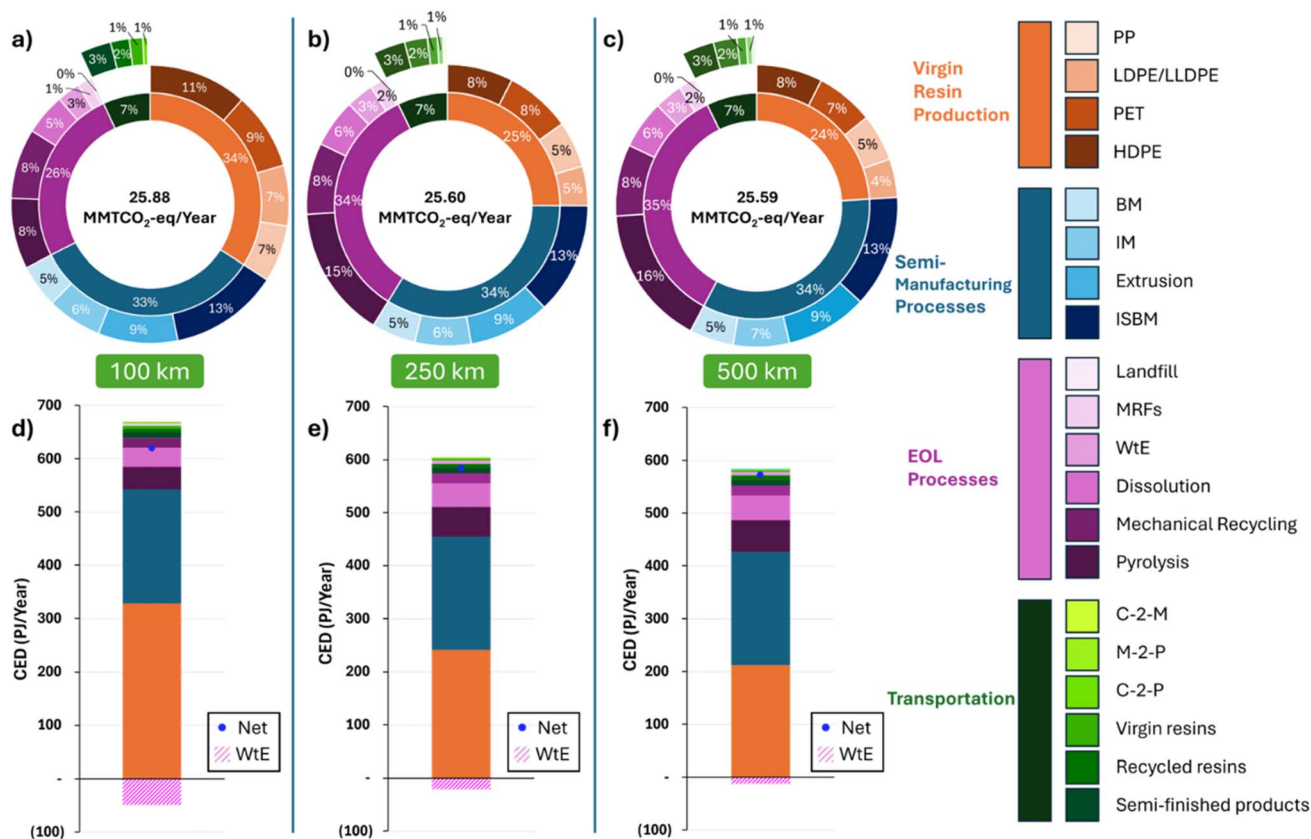 a)
1%
1%
3%
2%
0%
1%
3%
5%
8%
8%
5%
6%
9%
13%
7%
7%
9%
11%
7%
34%
33%
26%
25.88
MMTCO₂-eq/Year
100 km
b)
1%
1%
3%
2%
0%
2%
3%
6%
8%
15%
5%
6%
9%
13%
5%
5%
8%
8%
7%
25%
34%
34%
25.60
MMTCO₂-eq/Year
250 km
c)
1%
1%
3%
2%
0%
2%
3%
6%
8%
16%
5%
7%
9%
13%
4%
5%
7%
8%
7%
24%
34%
35%
25.59
MMTCO₂-eq/Year
500 km
d)
CED (PJ/Year)
700
600
500
400
300
200
100
-
(100)
Net
WtE
e)
CED (PJ/Year)
700
600
500
400
300
200
100
-
(100)
Net
WtE
f)
CED (PJ/Year)
700
600
500
400
300
200
100
-
(100)
Net
WtE
Virgin
Resin
Production
PP
LDPE/LLDPE
PET
HDPE
Semi-
Manufacturing
Processes
BM
IM
Extrusion
ISBM
EOL
Processes
Landfill
MRFs
WtE
Dissolution
Mechanical Recycling
Pyrolysis
Transportation
C-2-M
M-2-P
C-2-P
Virgin resins
Recycled resins
Semi-finished products